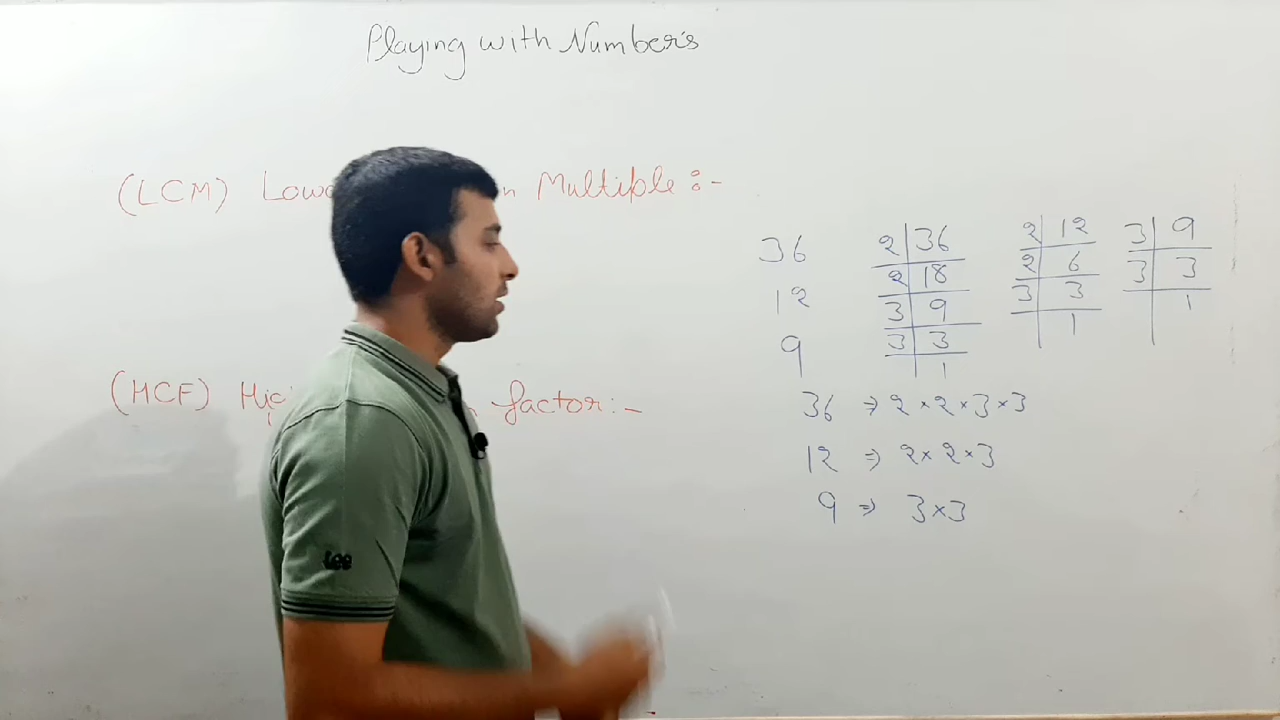 Playing with Number's
(LCM) Multiple :-
(HCF) factor :-
36
12
9
2 | 36
2 | 18
3 | 9
3 | 3
| 1
2 | 12
2 | 6
3 | 3
| 1
3 | 9
3 | 3
| 1
36 ⇒ 2 × 2 × 3 × 3
12 ⇒ 2 × 2 × 3
9 ⇒ 3 × 3
Lee